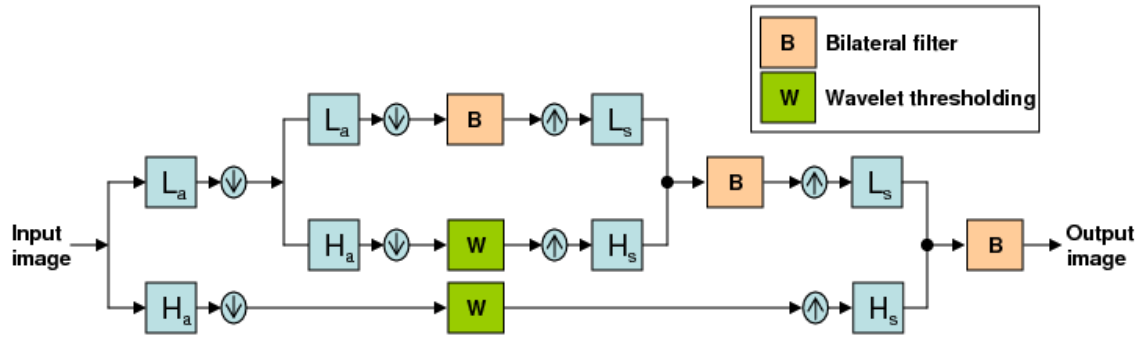 B Bilateral filter
W Wavelet thresholding
La B Ls
La B Ls
Input image
Ha W Hs
B Output image
Ha W Hs